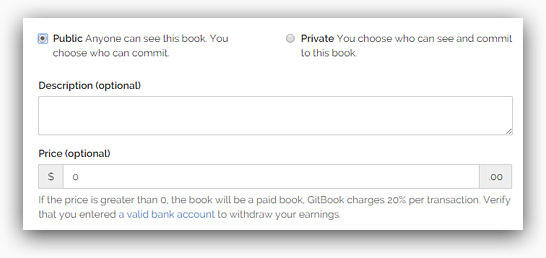 Public Anyone can see this book. You
choose who can commit.
Private You choose who can see and commit
to this book.
Description (optional)
Price (optional)
$ 0 .00
If the price is greater than 0, the book will be a paid book, GitBook charges 20% per transaction. Verify
that you entered a valid bank account to withdraw your earnings.